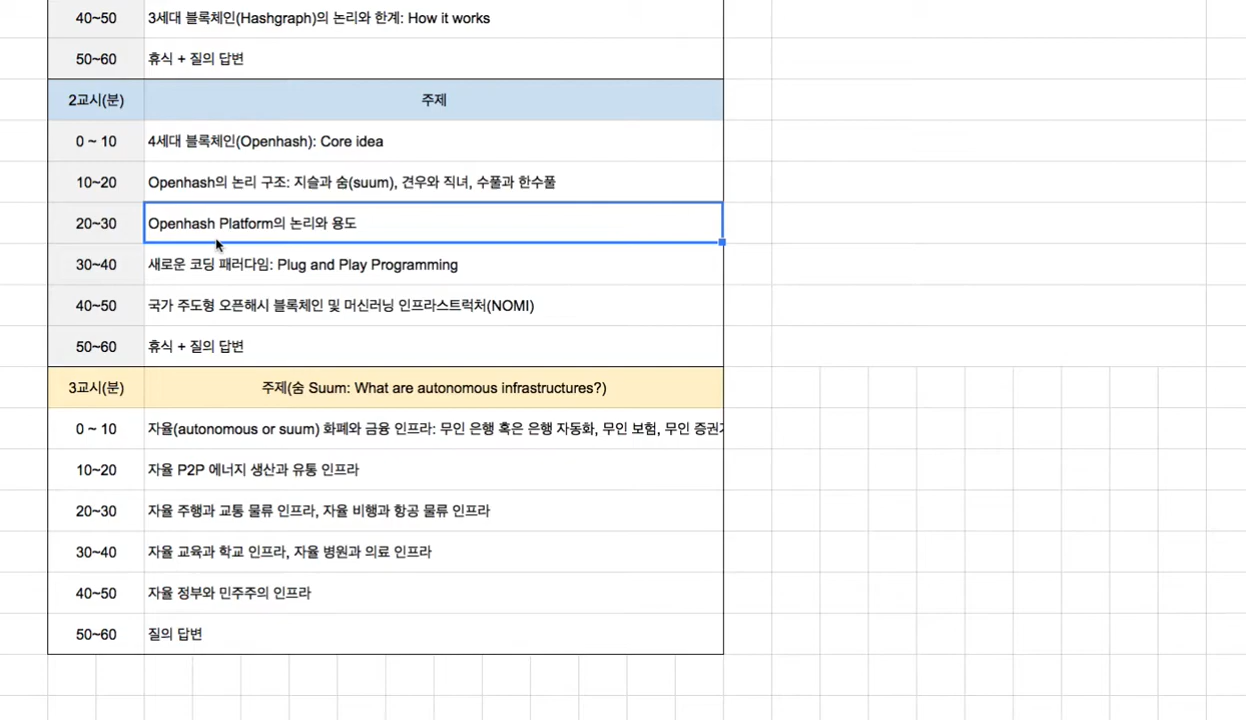 40~50 3세대 블록체인(Hashgraph)의 논리와 한계: How it works
50~60 휴식 + 질의 답변
2교시(분) 주제
0 ~ 10 4세대 블록체인(Openhash): Core idea
10~20 Openhash의 논리 구조: 지슬과 숨(suum), 견우와 직녀, 수풀과 한수풀
20~30 Openhash Platform의 논리와 용도
30~40 새로운 코딩 패러다임: Plug and Play Programming
40~50 국가 주도형 오픈해시 블록체인 및 머신러닝 인프라스트럭처(NOMI)
50~60 휴식 + 질의 답변
3교시(분) 주제(숨 Suum: What are autonomous infrastructures?)
0 ~ 10 자율(autonomous or suum) 화폐와 금융 인프라: 무인 은행 혹은 은행 자동화, 무인 보험, 무인 증권
10~20 자율 P2P 에너지 생산과 유통 인프라
20~30 자율 주행과 교통 물류 인프라, 자율 비행과 항공 물류 인프라
30~40 자율 교육과 학교 인프라, 자율 병원과 의료 인프라
40~50 자율 정부와 민주주의 인프라
50~60 질의 답변